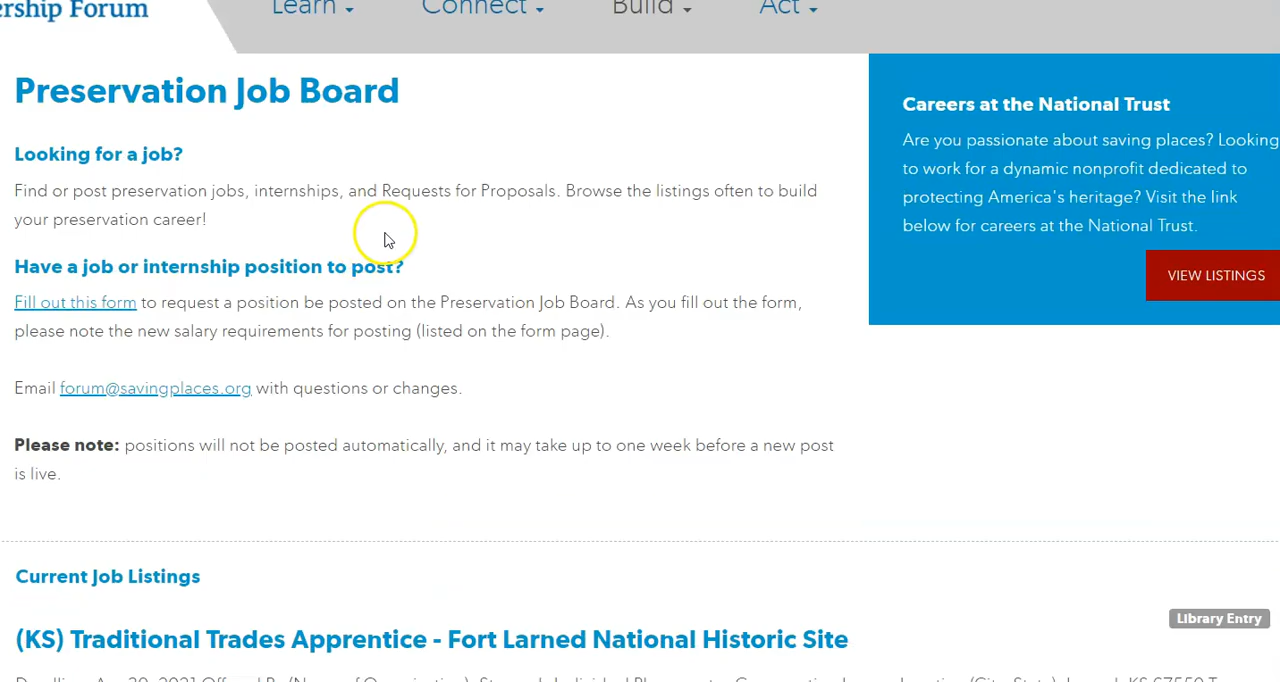 ership Forum
Learn
Connect
Build
Act
Preservation Job Board
Looking for a job?
Find or post preservation jobs, internships, and Requests for Proposals. Browse the listings often to build
your preservation career!
Have a job or internship position to post?
Fill out this form to request a position be posted on the Preservation Job Board. As you fill out the form,
please note the new salary requirements for posting (listed on the form page).
Email forum@savingplaces.org with questions or changes.
Please note: positions will not be posted automatically, and it may take up to one week before a new post
is live.
Careers at the National Trust
Are you passionate about saving places? Looking
to work for a dynamic nonprofit dedicated to
protecting America's heritage? Visit the link
below for careers at the National Trust.
VIEW LISTINGS
Current Job Listings
Library Entry
(KS) Traditional Trades Apprentice - Fort Larned National Historic Site